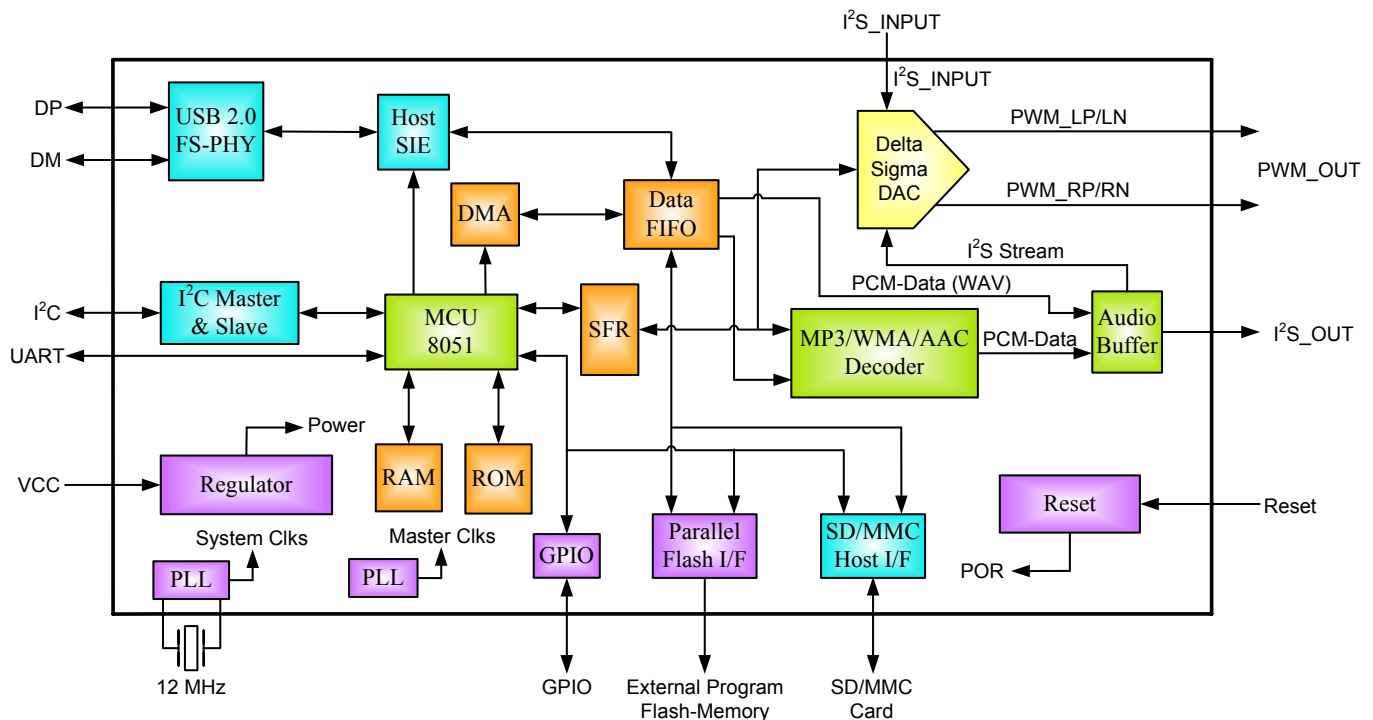 I²S_INPUT
I²S_INPUT
DP
DM
USB 2.0
FS-PHY
Host
SIE
Delta
Sigma
DAC
PWM_LP/LN
PWM_OUT
PWM_RP/RN
DMA
Data
FIFO
I²S Stream
PCM-Data (WAV)
I²C
I²C Master
& Slave
MCU
8051
SFR
MP3/WMA/AAC
Decoder
PCM-Data
Audio
Buffer
I²S_OUT
UART
Power
VCC
Regulator
RAM
ROM
Reset
Reset
System Clks
PLL
Master Clks
PLL
GPIO
Parallel
Flash I/F
SD/MMC
Host I/F
POR
12 MHz
GPIO
External Program
Flash-Memory
SD/MMC
Card